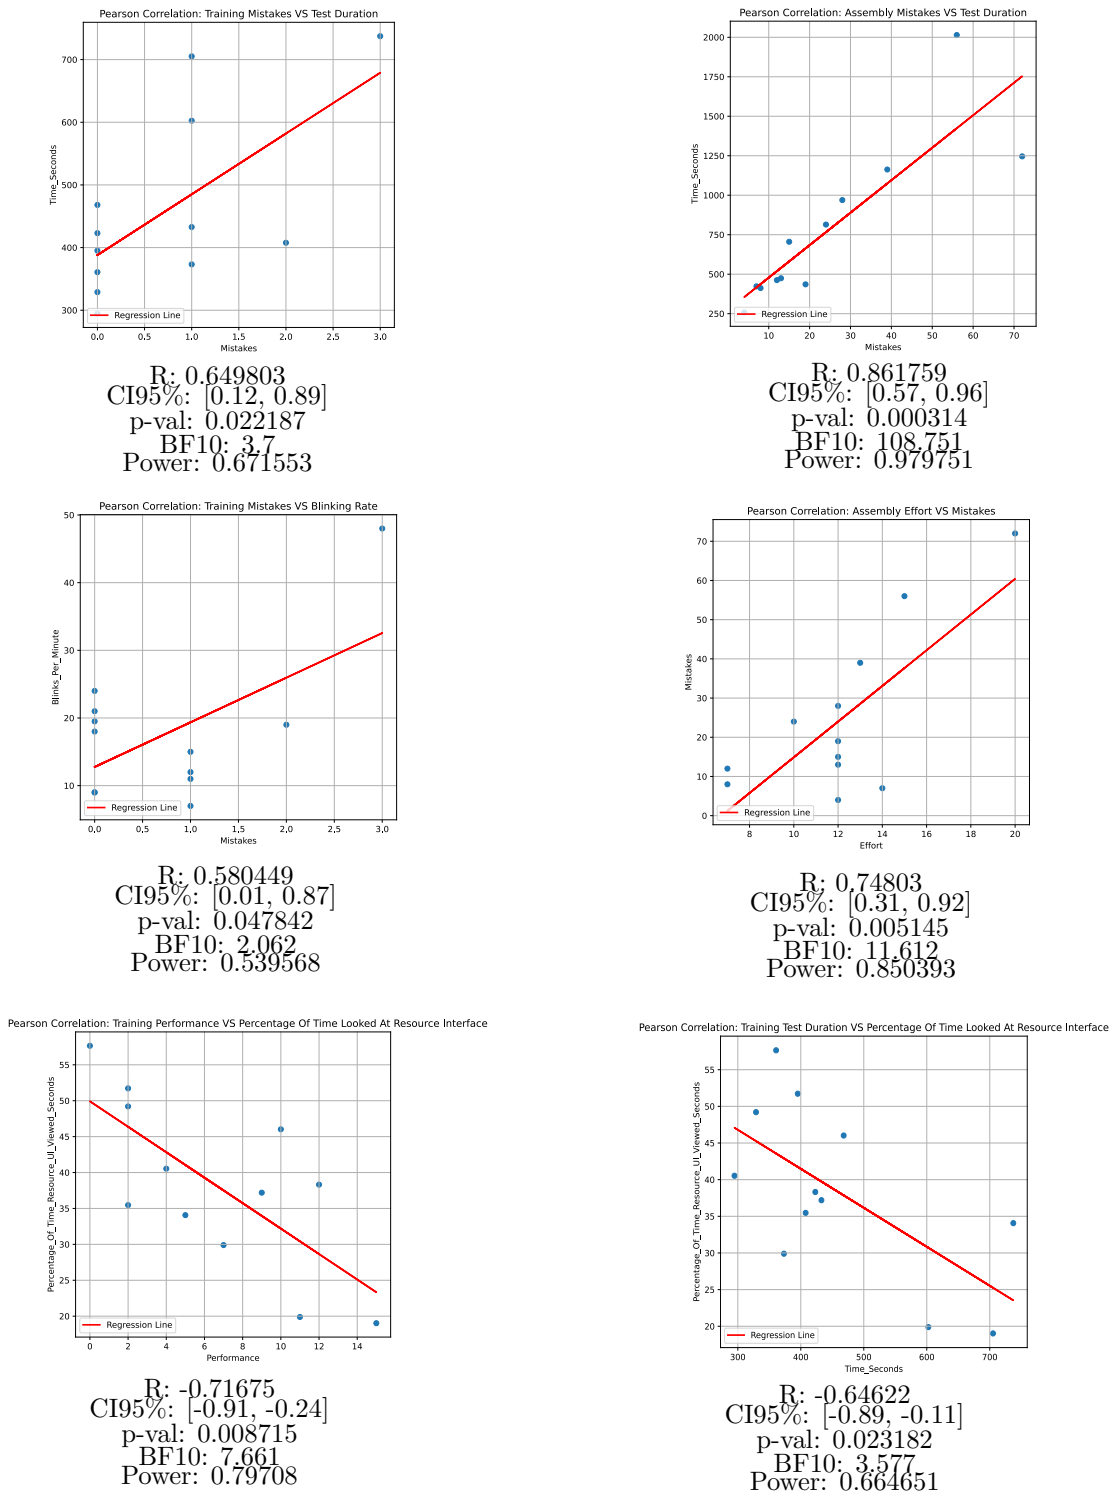 Pearson Correlation: Training Mistakes VS Test Duration
Time_Seconds
700
600
500
400
300
Regression Line
0.0 0.5 1.0 1.5 2.0 2.5 3.0
Mistakes
R: 0.649803
CI95%: [0.12, 0.89]
p-val: 0.022187
BF10: 3.7
Power: 0.671553
Pearson Correlation: Assembly Mistakes VS Test Duration
Time_Seconds
2000
1750
1500
1250
1000
750
500
250
Regression Line
10 20 30 40 50 60 70
Mistakes
R: 0.861759
CI95%: [0.57, 0.96]
p-val: 0.000314
BF10: 108.751
Power: 0.979751
Pearson Correlation: Training Mistakes VS Blinking Rate
Blinks_Per_Minute
50
40
30
20
10
Regression Line
0.0 0.5 1.0 1.5 2.0 2.5 3.0
Mistakes
R: 0.580449
CI95%: [0.01, 0.87]
p-val: 0.047842
BF10: 2.062
Power: 0.539568
Pearson Correlation: Assembly Effort VS Mistakes
Mistakes
70
60
50
40
30
20
10
0
Regression Line
8 10 12 14 16 18 20
Effort
R: 0.74803
CI95%: [0.31, 0.92]
p-val: 0.005145
BF10: 11.612
Power: 0.850393
Pearson Correlation: Training Performance VS Percentage Of Time Looked At Resource Interface
Percentage_Of_Time_Resource_UI_Viewed_Seconds
55
50
45
40
35
30
25
20
Regression Line
0 2 4 6 8 10 12 14
Performance
R: -0.71675
CI95%: [-0.91, -0.24]
p-val: 0.008715
BF10: 7.661
Power: 0.79708
Pearson Correlation: Training Test Duration VS Percentage Of Time Looked At Resource Interface
Percentage_Of_Time_Resource_UI_Viewed_Seconds
55
50
45
40
35
30
25
20
Regression Line
300 400 500 600 700
Time_Seconds
R: -0.64622
CI95%: [-0.89, -0.11]
p-val: 0.023182
BF10: 3.577
Power: 0.664651